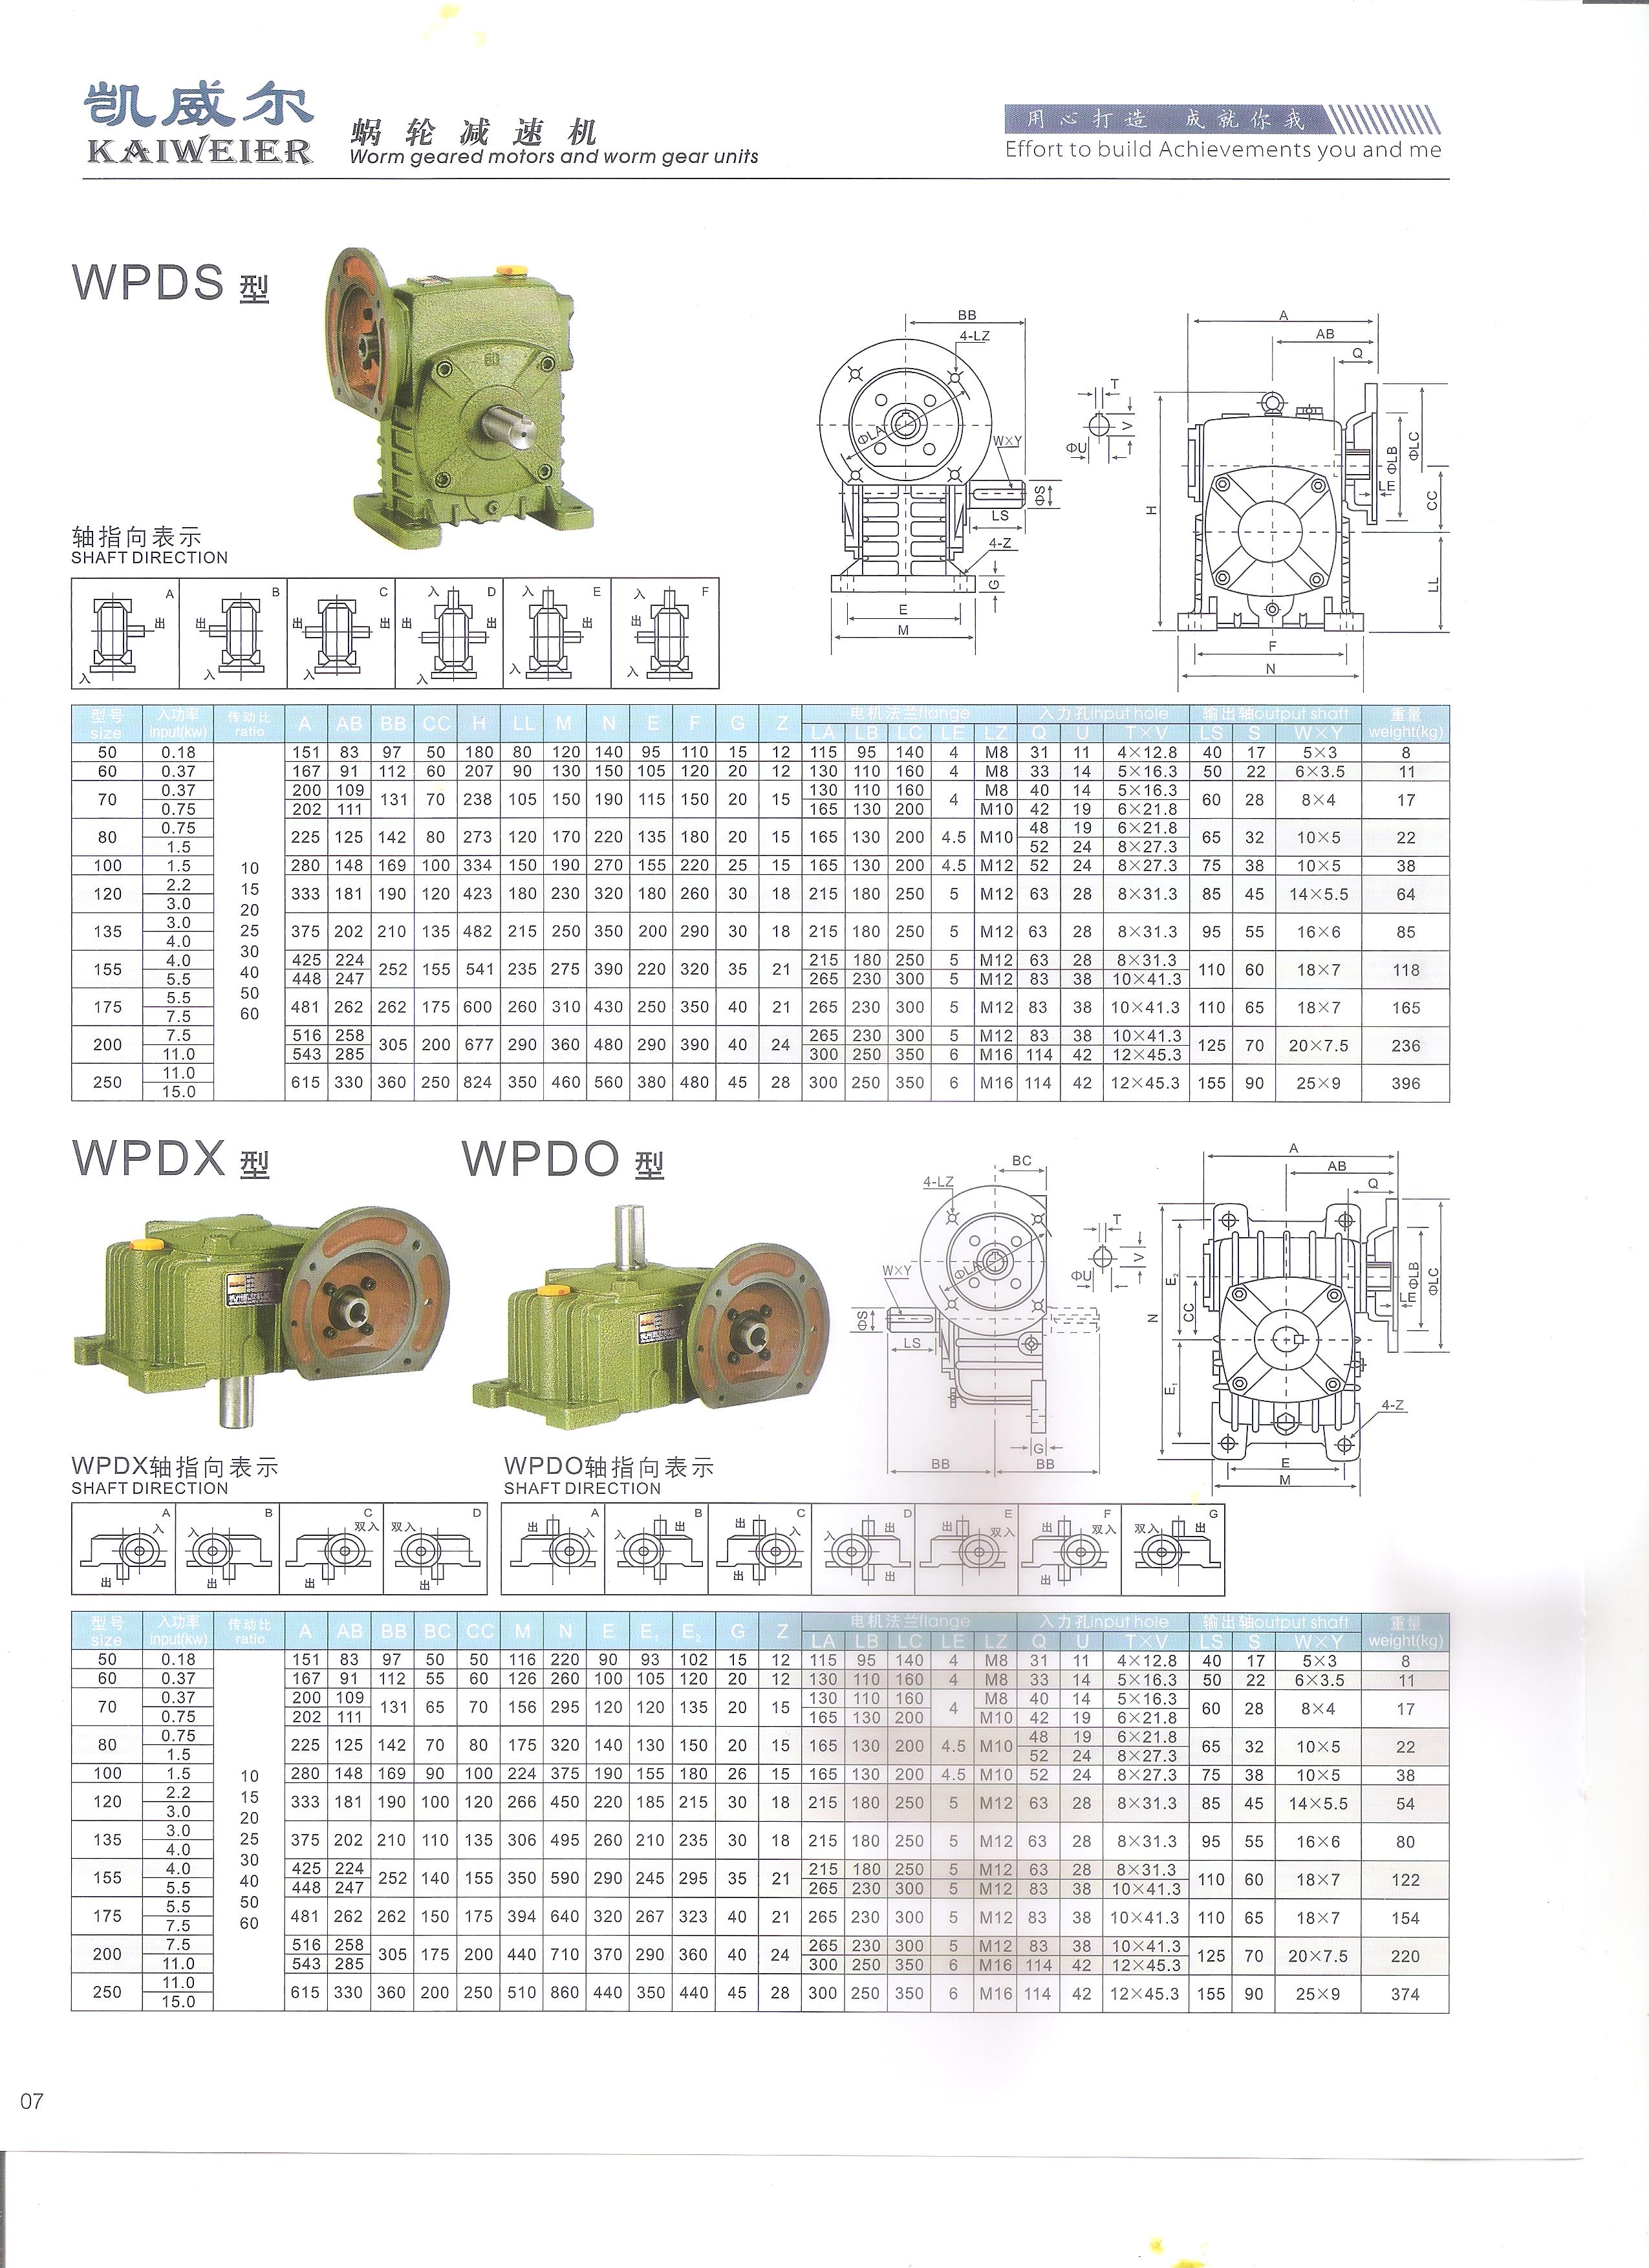 凯威尔
KAIWEIER
蜗轮减速机
Worm geared motors and worm gear units
用心打造 成就你我
Effort to build Achievements you and me
WPDS 型
BB
4-LZ
ΦLA
W×Y
ΦS
LS
4-Z
G
E
M
T
V
ΦU
A
AB
Q
H
ΦLB
ΦLC
LE
CC
LL
F
N
轴指向表示
SHAFT DIRECTION
A B C D E F
出 出 出 出 出 出 出 出
入 入 入 入 入 入 入 入 入
型号 入功率 传动比 A AB BB CC H LL M N E F G Z 电机法兰flange 入力孔input hole 输出轴output shaft 重量
size input(kw) ratio LA LB LC LE LZ Q U T×V LS S W×Y weight(kg)
50 0.18 151 83 97 50 180 80 120 140 95 110 15 12 115 95 140 4 M8 31 11 4×12.8 40 17 5×3 8
60 0.37 167 91 112 60 207 90 130 150 105 120 20 12 130 110 160 4 M8 33 14 5×16.3 50 22 6×3.5 11
0.37 200 109 130 110 160 M8 40 14 5×16.3
70 131 70 238 105 150 190 115 150 20 15 4 60 28 8×4 17
0.75 202 111 165 130 200 M10 42 19 6×21.8
0.75 48 19 6×21.8
80 225 125 142 80 273 120 170 220 135 180 20 15 165 130 200 4.5 M10 65 32 10×5 22
1.5 52 24 8×27.3
100 1.5 280 148 169 100 334 150 190 270 155 220 25 15 165 130 200 4.5 M12 52 24 8×27.3 75 38 10×5 38
2.2
120 333 181 190 120 423 180 230 320 180 260 30 18 215 180 250 5 M12 63 28 8×31.3 85 45 14×5.5 64
3.0
3.0
135 375 202 210 135 482 215 250 350 200 290 30 18 215 180 250 5 M12 63 28 8×31.3 95 55 16×6 85
4.0
4.0 425 224 215 180 250 5 M12 63 28 8×31.3
155 252 155 541 235 275 390 220 320 35 21 110 60 18×7 118
5.5 448 247 265 230 300 5 M12 83 38 10×41.3
5.5
175 481 262 262 175 600 260 310 430 250 350 40 21 265 230 300 5 M12 83 38 10×41.3 110 65 18×7 165
7.5
7.5 516 258 265 230 300 5 M12 83 38 10×41.3
200 305 200 677 290 360 480 290 390 40 24 125 70 20×7.5 236
11.0 543 285 300 250 350 6 M16 114 42 12×45.3
11.0
250 615 330 360 250 824 350 460 560 380 480 45 28 300 250 350 6 M16 114 42 12×45.3 155 90 25×9 396
15.0
10
15
20
25
30
40
50
60
WPDX 型
WPDO 型
BC
4-LZ
ΦLA
W×Y
ΦS
LS
G
BB BB
T
V
ΦU
A
AB
Q
N
E₂
CC
E₁
LE
ΦLB
ΦLC
4-Z
E
M
WPDX轴指向表示
SHAFT DIRECTION
A B C D
入 入 双入 双入
出 出 出 出
WPDO轴指向表示
SHAFT DIRECTION
A B C D E F G
出 入 入 出 出 入 入 出 出 双入 出 双入 双入 出
出 出 出
型号 入功率 传动比 A AB BB BC CC M N E E₁ E₂ G Z 电机法兰flange 入力孔input hole 输出轴output shaft 重量
size input(kw) ratio LA LB LC LE LZ Q U T×V LS S W×Y weight(kg)
50 0.18 151 83 97 50 50 116 220 90 93 102 15 12 115 95 140 4 M8 31 11 4×12.8 40 17 5×3 8
60 0.37 167 91 112 55 60 126 260 100 105 120 20 12 130 110 160 4 M8 33 14 5×16.3 50 22 6×3.5 11
0.37 200 109 130 110 160 M8 40 14 5×16.3
70 131 65 70 156 295 120 120 135 20 15 4 60 28 8×4 17
0.75 202 111 165 130 200 M10 42 19 6×21.8
0.75 48 19 6×21.8
80 225 125 142 70 80 175 320 140 130 150 20 15 165 130 200 4.5 M10 65 32 10×5 22
1.5 52 24 8×27.3
100 1.5 280 148 169 90 100 224 375 190 155 180 26 15 165 130 200 4.5 M10 52 24 8×27.3 75 38 10×5 38
2.2
120 333 181 190 100 120 266 450 220 185 215 30 18 215 180 250 5 M12 63 28 8×31.3 85 45 14×5.5 54
3.0
3.0
135 375 202 210 110 135 306 495 260 210 235 30 18 215 180 250 5 M12 63 28 8×31.3 95 55 16×6 80
4.0
4.0 425 224 215 180 250 5 M12 63 28 8×31.3
155 252 140 155 350 590 290 245 295 35 21 110 60 18×7 122
5.5 448 247 265 230 300 5 M12 83 38 10×41.3
5.5
175 481 262 262 150 175 394 640 320 267 323 40 21 265 230 300 5 M12 83 38 10×41.3 110 65 18×7 154
7.5
7.5 516 258 265 230 300 5 M12 83 38 10×41.3
200 305 175 200 440 710 370 290 360 40 24 125 70 20×7.5 220
11.0 543 285 300 250 350 6 M16 114 42 12×45.3
11.0
250 615 330 360 200 250 510 860 440 350 440 45 28 300 250 350 6 M16 114 42 12×45.3 155 90 25×9 374
15.0
10
15
20
25
30
40
50
60
07